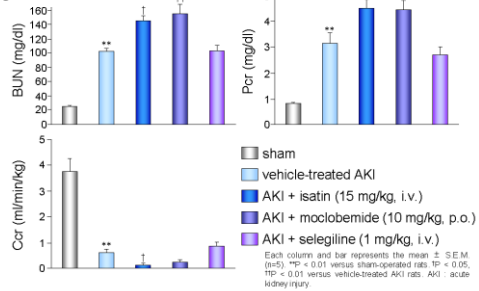 BUN (mg/dl)
160
140
120
100
80
60
40
20
0
**
†
Pcr (mg/dl)
4
3
2
1
0
**
Ccr (ml/min/kg)
5
4
3
2
1
0
**
†
sham
vehicle-treated AKI
AKI + isatin (15 mg/kg, i.v.)
AKI + moclobemide (10 mg/kg, p.o.)
AKI + selegiline (1 mg/kg, i.v.)
Each column and bar represents the mean ± S.E.M.
(n=5). **P < 0.01 versus sham-operated rats. †P < 0.05,
††P < 0.01 versus vehicle-treated AKI rats. AKI : acute
kidney injury.